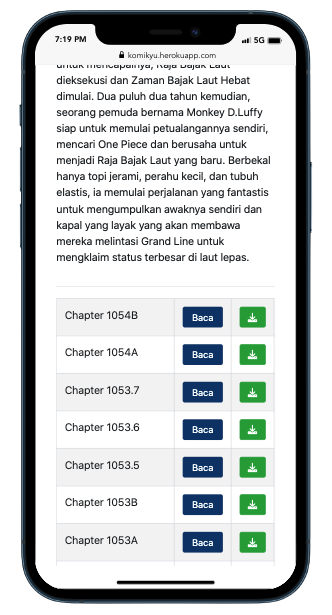 7:19 PM
5G
komikyu.herokuapp.com
untuk mencapainya, Raja Bajak Laut
dieksekusi dan Zaman Bajak Laut Hebat
dimulai. Dua puluh dua tahun kemudian,
seorang pemuda bernama Monkey D.Luffy
siap untuk memulai petualangannya sendiri,
mencari One Piece dan berusaha untuk
menjadi Raja Bajak Laut yang baru. Berbekal
hanya topi jerami, perahu kecil, dan tubuh
elastis, ia memulai perjalanan yang fantastis
untuk mengumpulkan awaknya sendiri dan
kapal yang layak yang akan membawa
mereka melintasi Grand Line untuk
mengklaim status terbesar di laut lepas.
Chapter 1054B Baca
Chapter 1054A Baca
Chapter 1053.7 Baca
Chapter 1053.6 Baca
Chapter 1053.5 Baca
Chapter 1053B Baca
Chapter 1053A Baca